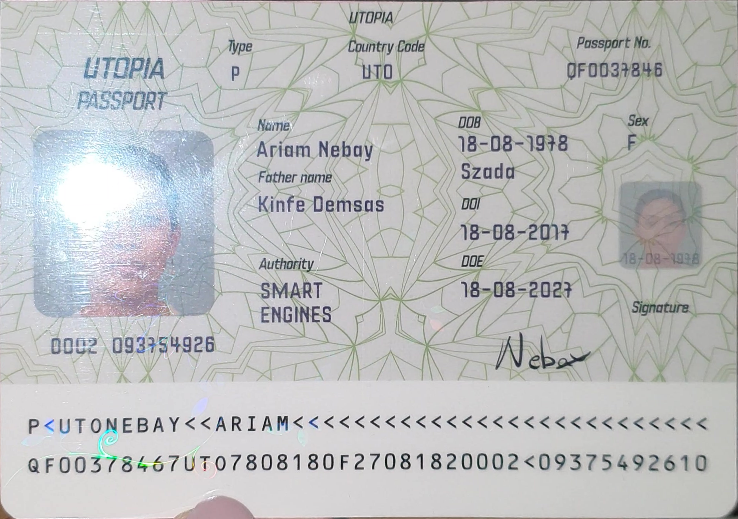 UTOPIA
UTOPIA
PASSPORT
Type
P
Country Code
UTO
Passport No.
QF0037846
Name
Ariam Nebay
Father name
Kinfe Demsas
Authority
SMART
ENGINES
DOB
18-08-1978
Szada
DOI
18-08-2017
DOE
18-08-2027
Sex
F
18-08-1978
Signature
Nebay
0002 093754926
P<UTONEBAY<<ARIAM<<<<<<<<<<<<<<<<<<<<<<<<<<<
QF00378467UTO7808180F27081820002<09375492610